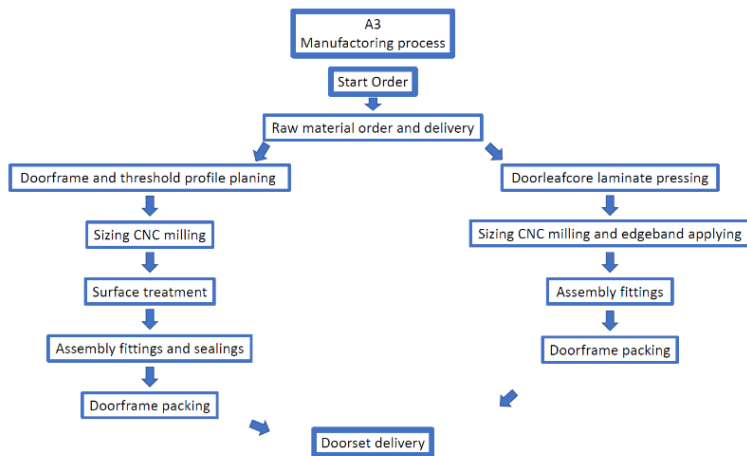 A3
Manufactoring process
Start Order
Raw material order and delivery
Doorframe and threshold profile planing
Doorleafcore laminate pressing
Sizing CNC milling
Sizing CNC milling and edgeband applying
Surface treatment
Assembly fittings
Assembly fittings and sealings
Doorframe packing
Doorframe packing
Doorset delivery